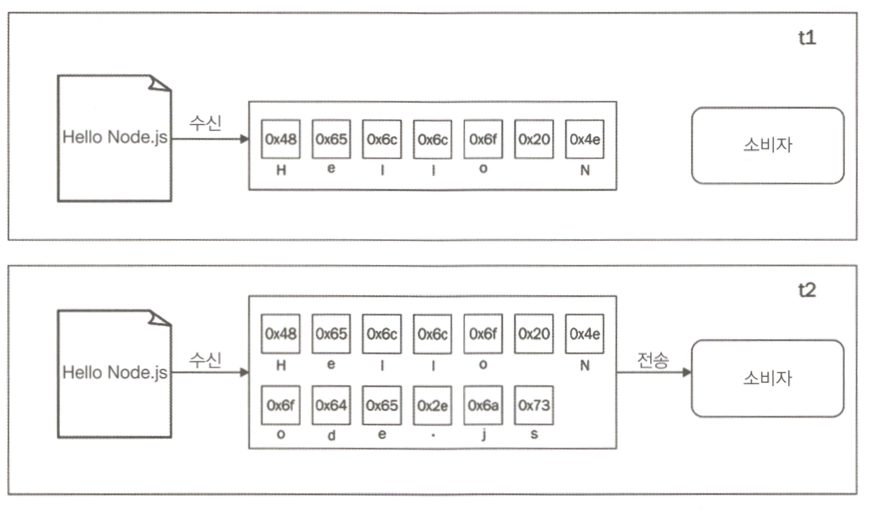 t1
Hello Node.js
수신
0x48 0x65 0x6c 0x6c 0x6f 0x20 0x4e
H e l l o N
소비자
t2
Hello Node.js
수신
0x48 0x65 0x6c 0x6c 0x6f 0x20 0x4e
H e l l o N
0x6f 0x64 0x65 0x2e 0x6a 0x73
o d e . j s
전송
소비자